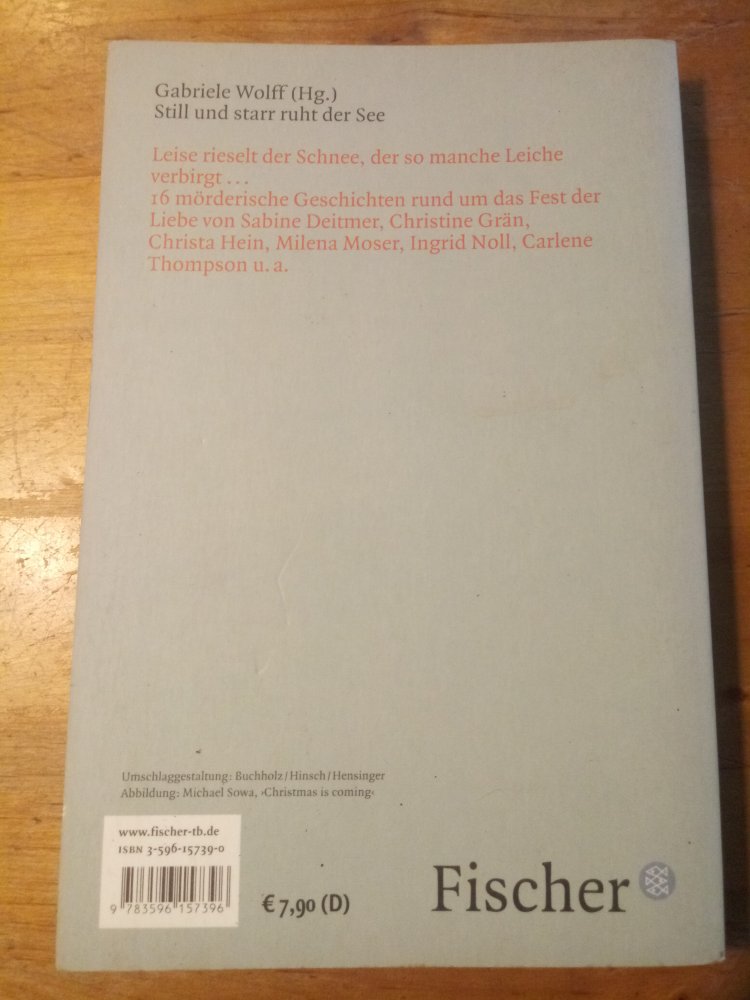 Gabriele Wolff (Hg.)
Still und starr ruht der See
Leise rieselt der Schnee, der so manche Leiche
verbirgt ...
16 mörderische Geschichten rund um das Fest der
Liebe von Sabine Deitmer, Christine Grän,
Christa Hein, Milena Moser, Ingrid Noll, Carlene
Thompson u. a.
Umschlaggestaltung: Buchholz / Hinsch / Hensinger
Abbildung: Michael Sowa, ›Christmas is coming‹
www.fischer-tb.de
ISBN 3-596-15739-0
9 783596 157396
€ 7,90 (D)
Fischer